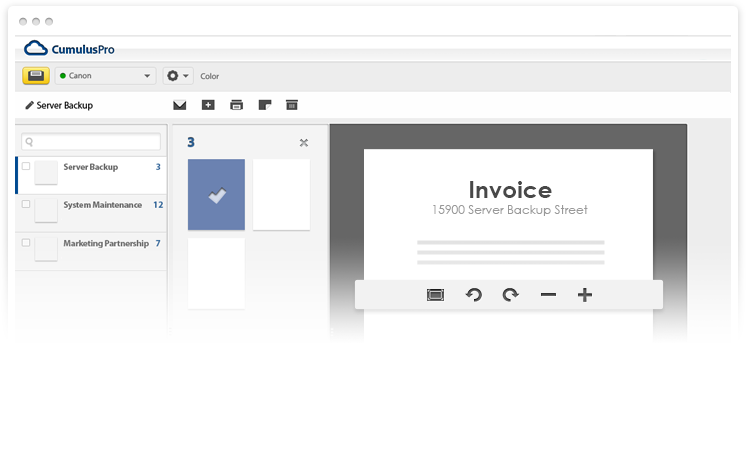 CumulusPro
Canon
Color
Server Backup
3
Server Backup 3
System Maintenance 12
Marketing Partnership 7
Invoice
15900 Server Backup Street